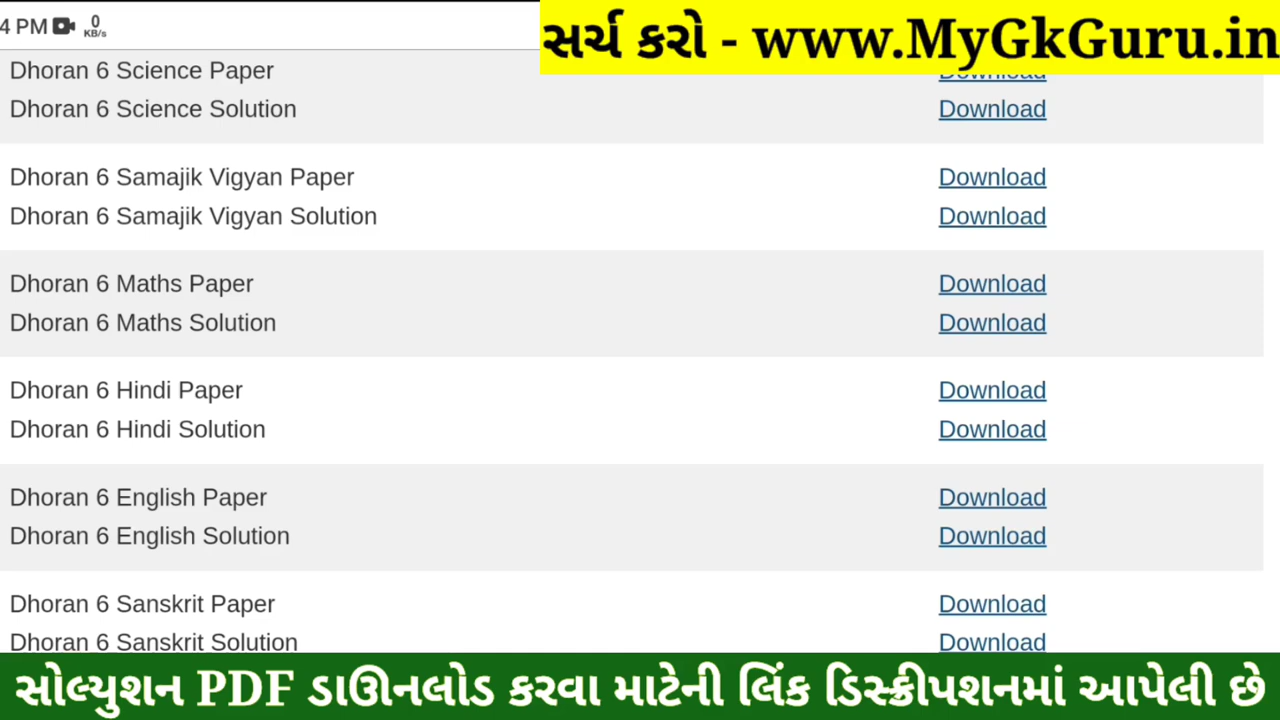 4 PM 0 KB/s
સર્ચ કરો - www.MyGkGuru.in
Dhoran 6 Science Paper Download
Dhoran 6 Science Solution Download
Dhoran 6 Samajik Vigyan Paper Download
Dhoran 6 Samajik Vigyan Solution Download
Dhoran 6 Maths Paper Download
Dhoran 6 Maths Solution Download
Dhoran 6 Hindi Paper Download
Dhoran 6 Hindi Solution Download
Dhoran 6 English Paper Download
Dhoran 6 English Solution Download
Dhoran 6 Sanskrit Paper Download
Dhoran 6 Sanskrit Solution Download
સોલ્યુશન PDF ડાઊનલોડ કરવા માટેની લિંક ડિસ્ક્રીપશનમાં આપેલી છે